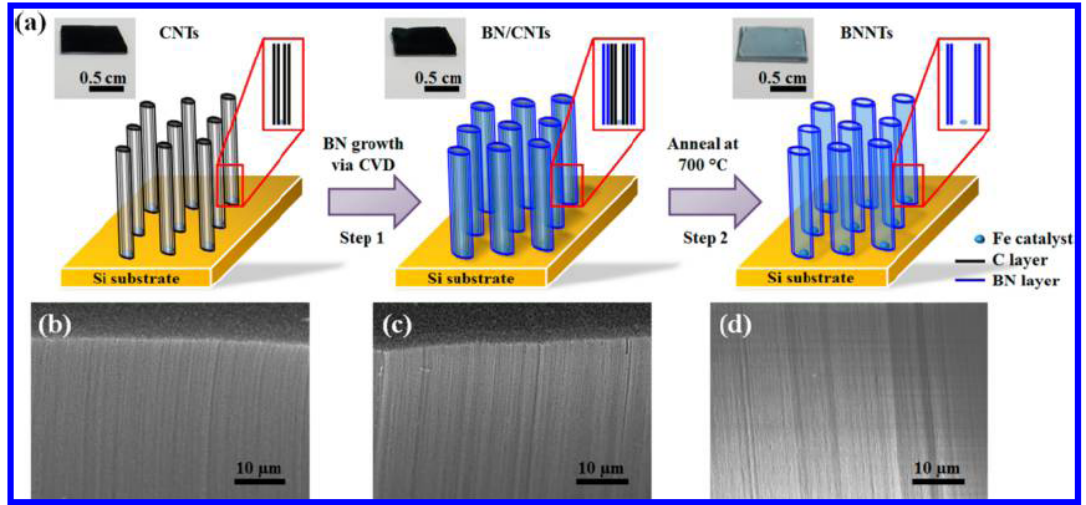 (a)
CNTs
0.5 cm
Si substrate
BN growth
via CVD
Step 1
BN/CNTs
0.5 cm
Si substrate
Anneal at
700 °C
Step 2
BNNTs
0.5 cm
Si substrate
Fe catalyst
C layer
BN layer
(b)
10 μm
(c)
10 μm
(d)
10 μm